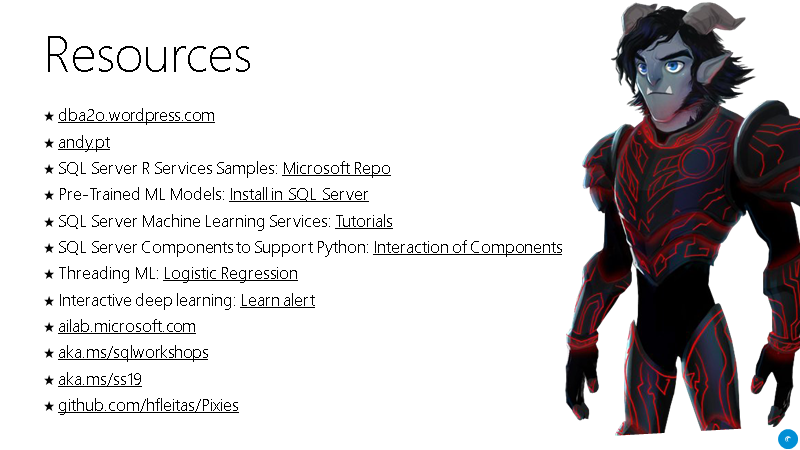 Resources
★ dba2o.wordpress.com
★ andy.pt
★ SQL Server R Services Samples: Microsoft Repo
★ Pre-Trained ML Models: Install in SQL Server
★ SQL Server Machine Learning Services: Tutorials
★ SQL Server Components to Support Python: Interaction of Components
★ Threading ML: Logistic Regression
★ Interactive deep learning: Learn alert
★ ailab.microsoft.com
★ aka.ms/sqlworkshops
★ aka.ms/ss19
★ github.com/hfleitas/Pixies